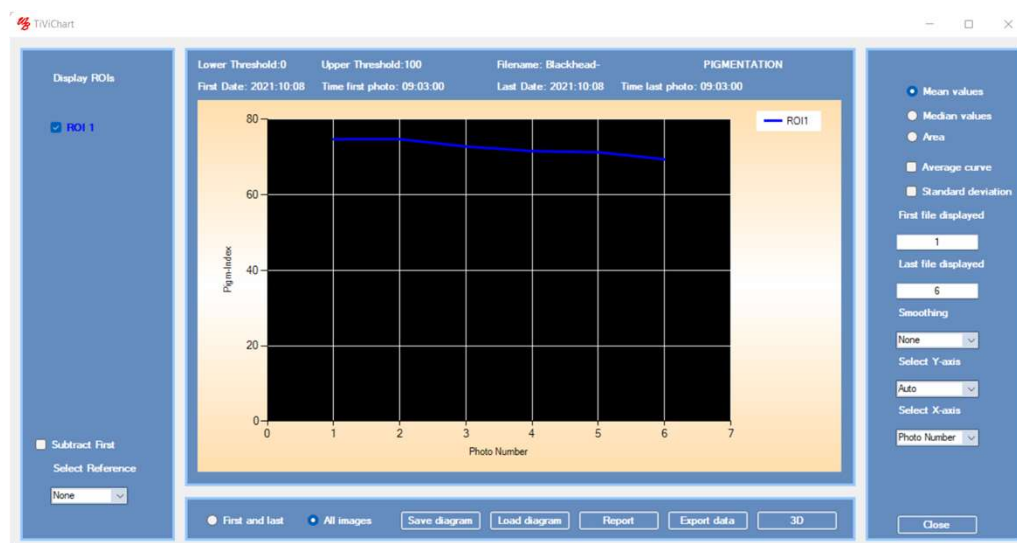 TiViChart
Display ROIs
ROI 1
Subtract First
Select Reference
None
Lower Threshold:0 Upper Threshold:100 Filename: Blackhead- PIGMENTATION
First Date: 2021:10:08 Time first photo: 09:03:00 Last Date: 2021:10:08 Time last photo: 09:03:00
ROI1
80
60
40
20
0
Pigm-Index
0 1 2 3 4 5 6 7
Photo Number
First and last All images Save diagram Load diagram Report Export data 3D
Mean values
Median values
Area
Average curve
Standard deviation
First file displayed
1
Last file displayed
6
Smoothing
None
Select Y-axis
Auto
Select X-axis
Photo Number
Close